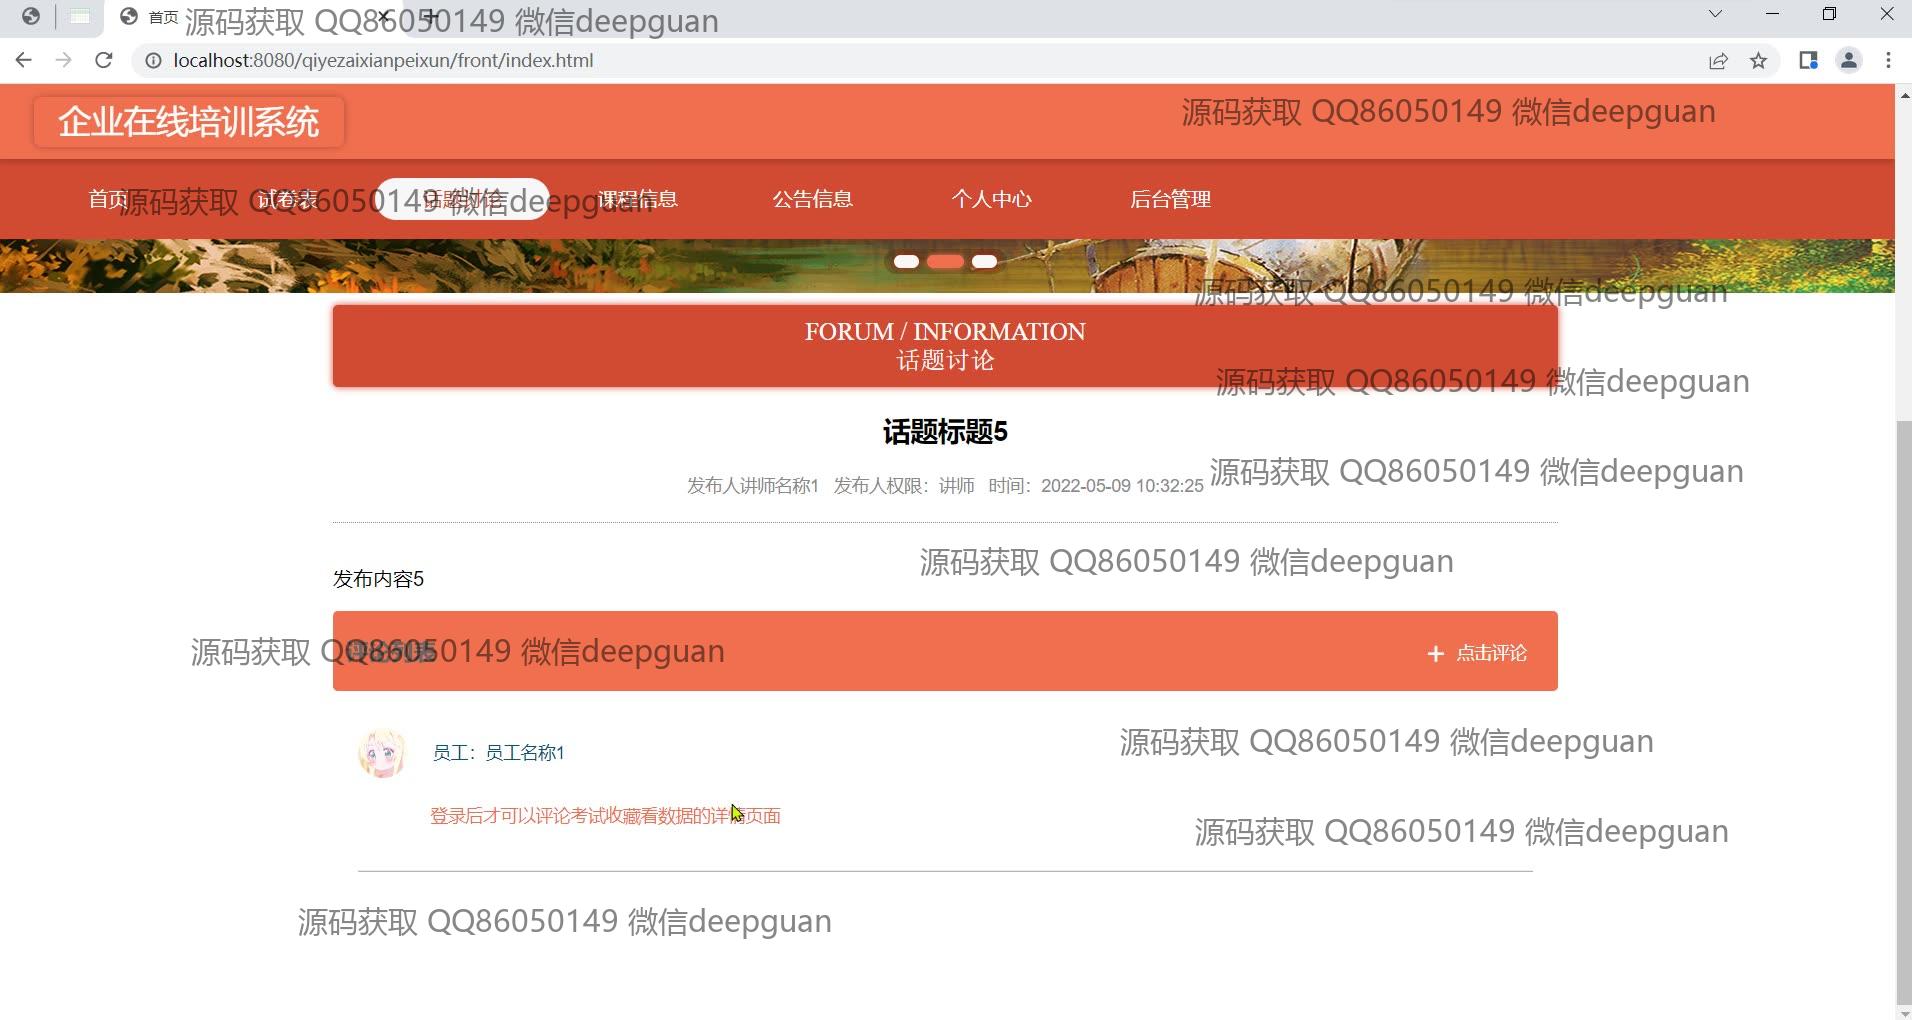 首页
源码获取 QQ86050149 微信deepguan
localhost:8080/qiyezaixianpeixun/front/index.html
企业在线培训系统
源码获取 QQ86050149 微信deepguan
首页 试卷表 话题讨论 课程信息 公告信息 个人中心 后台管理
源码获取 QQ86050149 微信deepguan
源码获取 QQ86050149 微信deepguan
FORUM / INFORMATION
话题讨论
源码获取 QQ86050149 微信deepguan
话题标题5
源码获取 QQ86050149 微信deepguan
发布人讲师名称1 发布人权限：讲师 时间：2022-05-09 10:32:25
源码获取 QQ86050149 微信deepguan
发布内容5
源码获取 QQ86050149 微信deepguan
点击评论
源码获取 QQ86050149 微信deepguan
员工：员工名称1
登录后才可以评论考试收藏看数据的详情页面
源码获取 QQ86050149 微信deepguan
源码获取 QQ86050149 微信deepguan